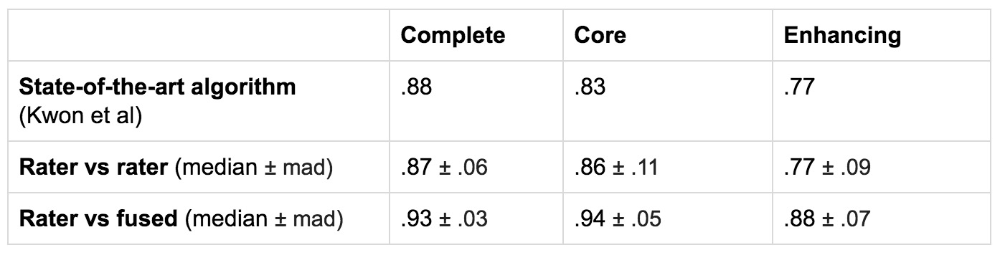 Complete Core Enhancing
State-of-the-art algorithm .88 .83 .77
(Kwon et al)
Rater vs rater (median ± mad) .87 ± .06 .86 ± .11 .77 ± .09
Rater vs fused (median ± mad) .93 ± .03 .94 ± .05 .88 ± .07